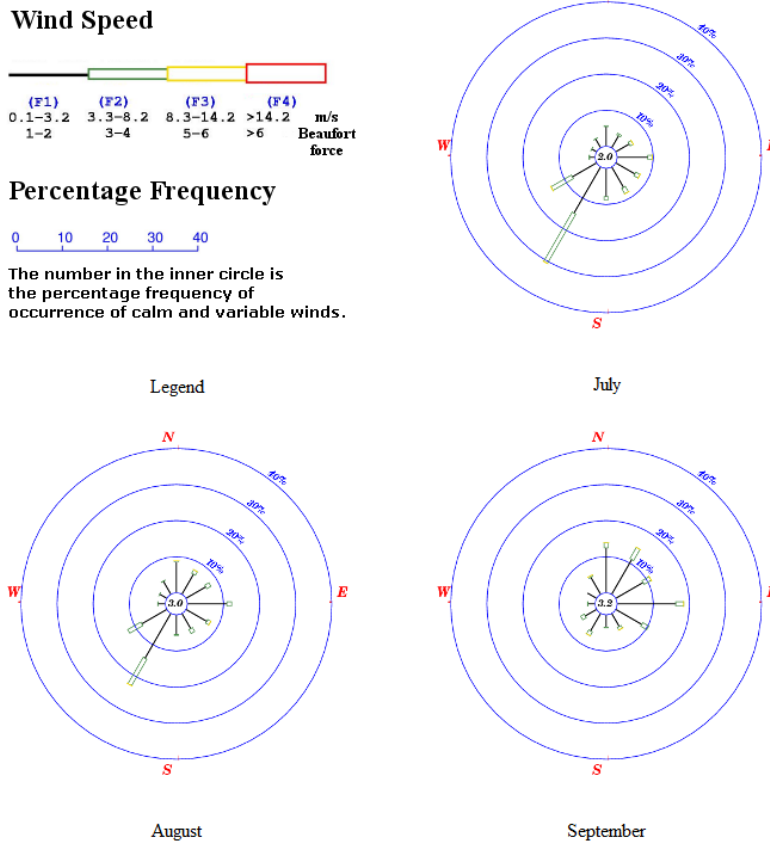 Wind Speed
(F1) (F2) (F3) (F4)
0.1-3.2 3.3-8.2 8.3-14.2 >14.2 m/s
1-2 3-4 5-6 >6 Beaufort
force
Percentage Frequency
0 10 20 30 40
The number in the inner circle is
the percentage frequency of
occurrence of calm and variable winds.
Legend
40%
30%
20%
10%
W 2.0
S
July
N
40%
30%
20%
10%
W 3.0 E
S
August
N
40%
30%
20%
10%
W 3.2
S
September